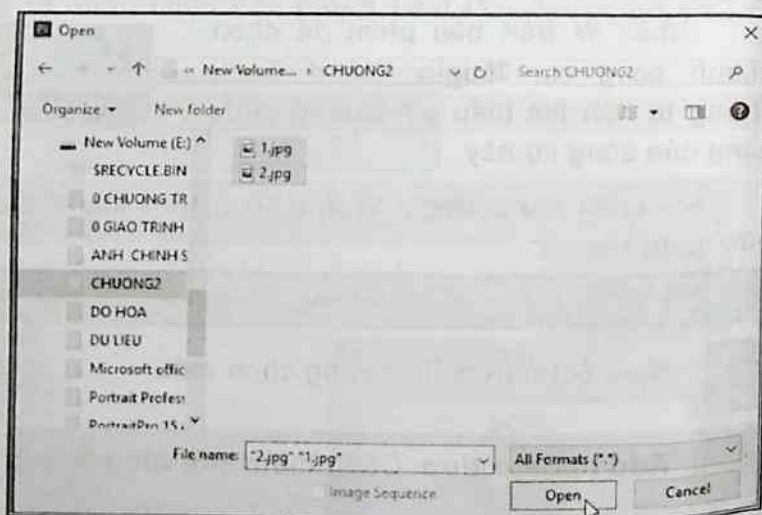 Open
« New Volume... › CHUONG2
Search CHUONG2
Organize
New folder
New Volume (E:)
$RECYCLE.BIN
0 CHUONG TR
0 GIAO TRINH
ANH CHINH S
CHUONG2
DO HOA
DU LIEU
Microsoft offic
Portrait Profess
PortraitPro 15
1.jpg
2.jpg
File name: "2.jpg" "1.jpg"
All Formats (*.*)
Image Sequence
Open
Cancel